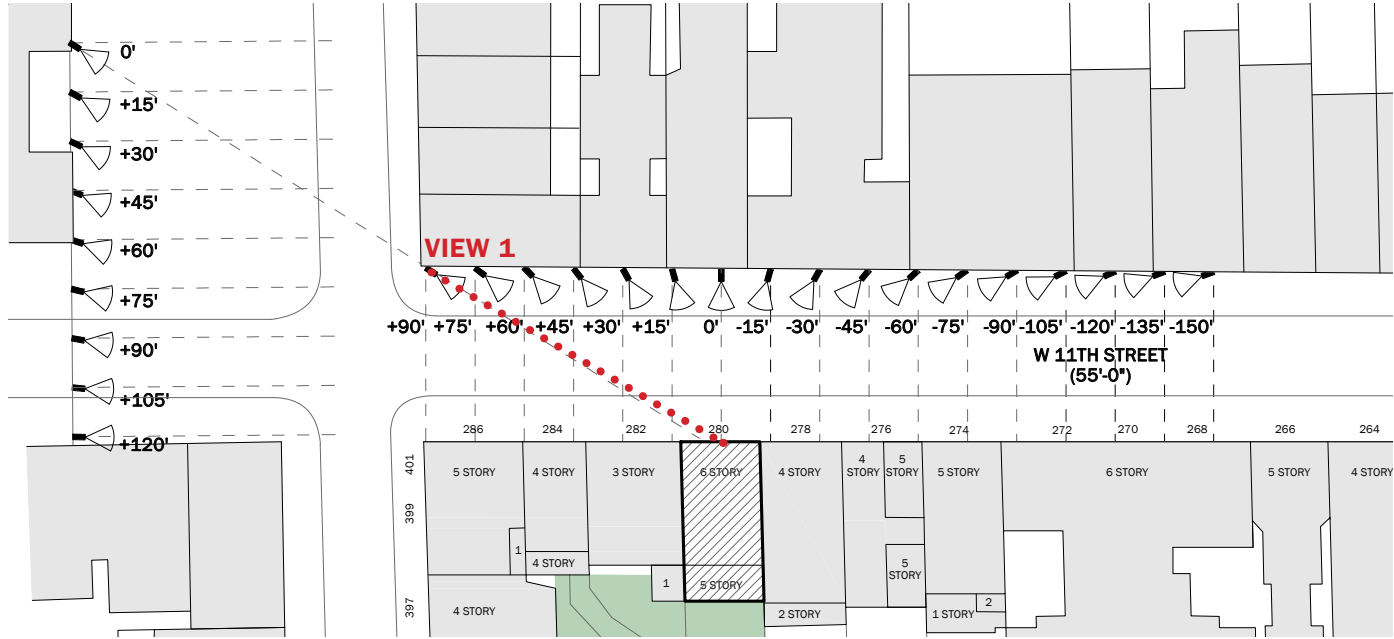 0'
+15'
+30'
+45'
+60'
+75'
+90'
+105'
+120'
VIEW 1
+90' +75' +60' +45' +30' +15' 0' -15' -30' -45' -60' -75' -90' -105' -120' -135' -150'
W 11TH STREET
(55'-0")
286 284 282 280 278 276 274 272 270 268 266 264
401
399
397
5 STORY
4 STORY
3 STORY
6 STORY
4 STORY
4
STORY
5
STORY
5 STORY
6 STORY
5 STORY
4 STORY
1
4 STORY
1
5 STORY
5
STORY
4 STORY
2 STORY
1 STORY
2